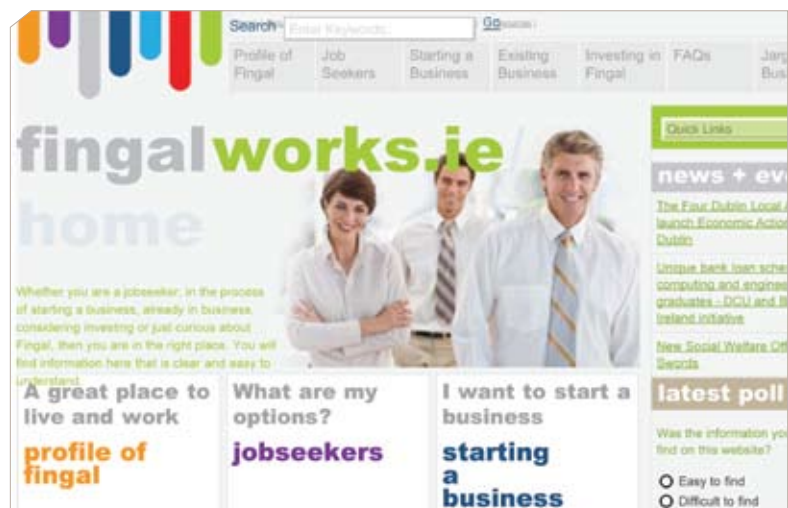 Search Enter Keywords.. Go
Profile of Fingal
Job Seekers
Starting a Business
Existing Business
Investing in Fingal
FAQs
fingalworks.ie
home
Whether you are a jobseeker, in the process
of starting a business, already in business
considering investing or just curious about
Fingal, then you are in the right place. You will
find information here that is clear and easy to
understand.
A great place to
live and work
profile of
fingal
What are my
options?
jobseekers
I want to start a
business
starting
a
business
Quick Links
news + ev
The Four Dublin Local
launch Economic Action
Dublin
Unique bank loan
computing and
graduates - DCU and
Ireland initiative
New Social Welfare
Swords
latest poll
Was the information
find on this website?
Easy to find
Difficult to find